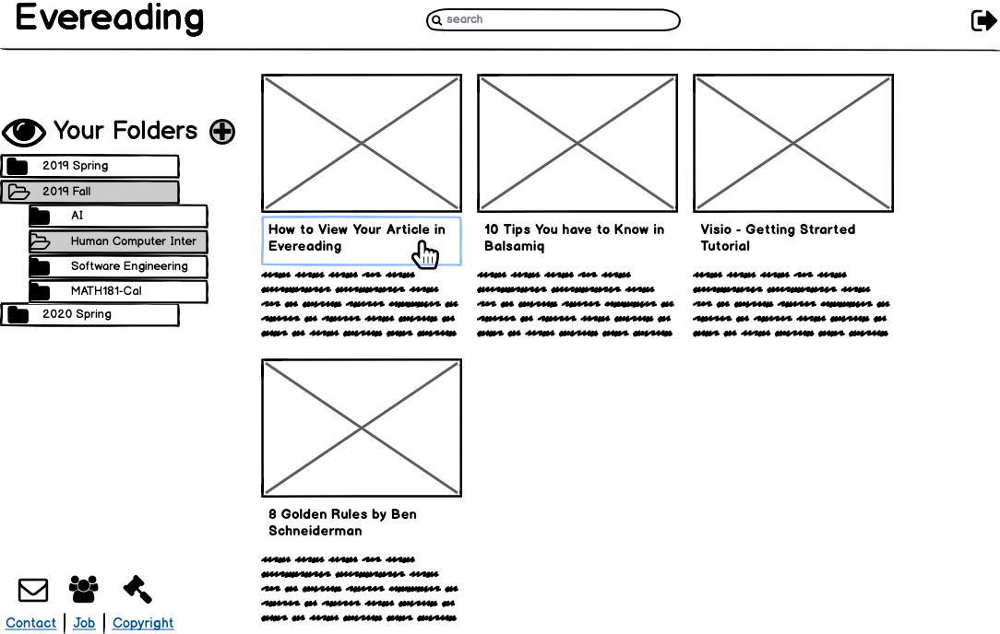 Evereading
search
Your Folders
2019 Spring
2019 Fall
AI
Human Computer Inter
Software Engineering
MATH181-Cal
2020 Spring
How to View Your Article in
Evereading
10 Tips You have to Know in
Balsamiq
Visio - Getting Strarted
Tutorial
8 Golden Rules by Ben
Schneiderman
Contact | Job | Copyright